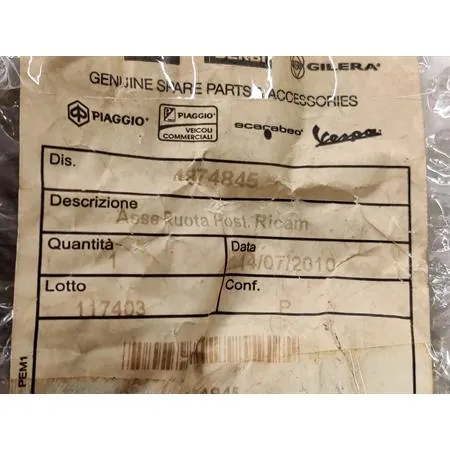 GILERA®
GENUINE SPARE PARTS & ACCESSORIES
PIAGGIO® PIAGGIO® scarabeo® Vespa
VEICOLI
COMMERCIALI
Dis.
1274845
Descrizione
Asse Ruota Post. Ricam
Quantità Data
1 14/07/2010
Lotto Conf.
117403 P
PEM1